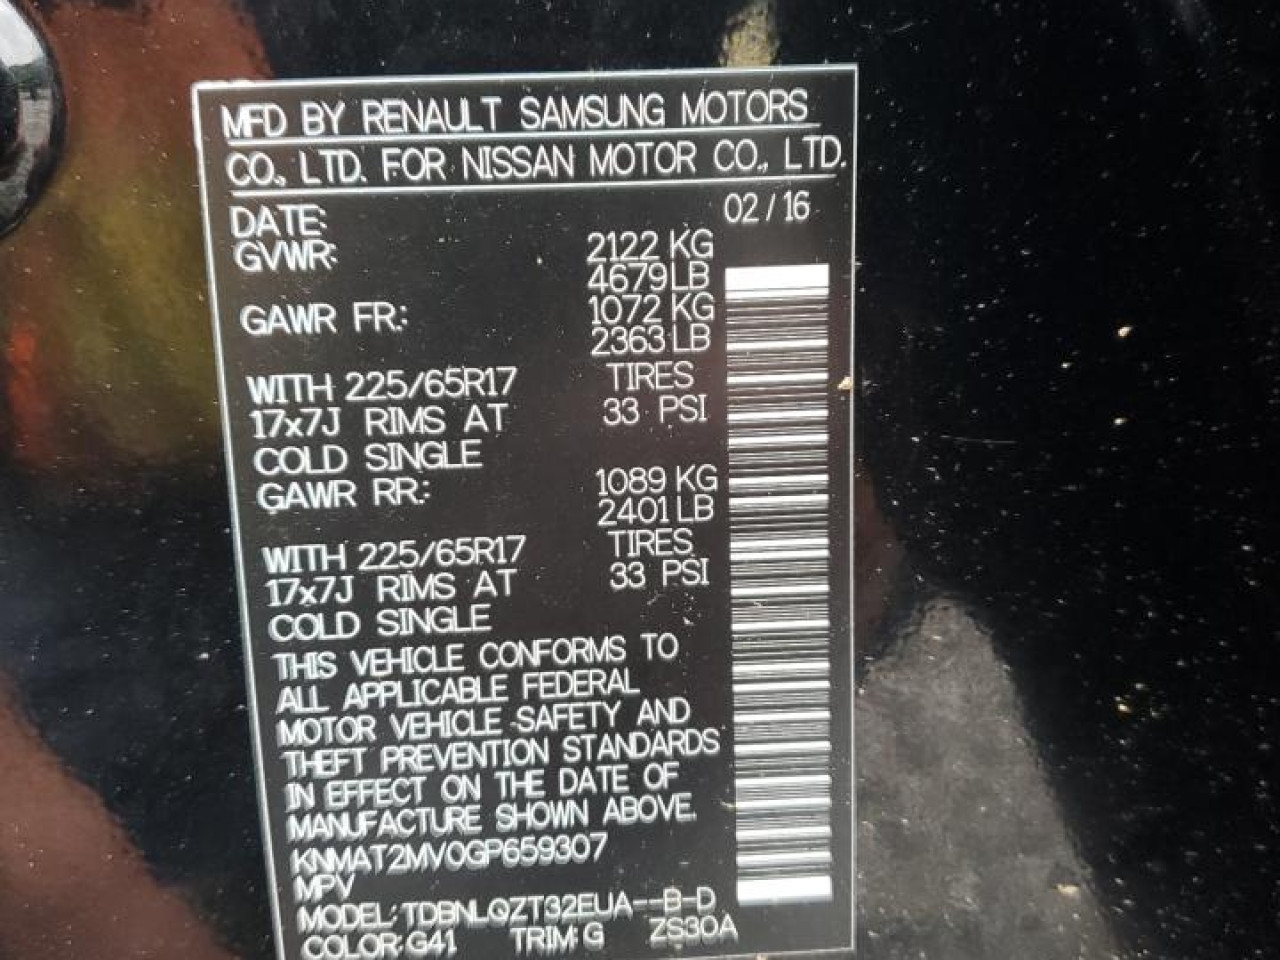 MFD BY RENAULT SAMSUNG MOTORS
CO., LTD. FOR NISSAN MOTOR CO., LTD.
DATE: 02/16
GVWR: 2122 KG
4679 LB
GAWR FR.: 1072 KG
2363 LB
WITH 225/65R17 TIRES
17x7J RIMS AT 33 PSI
COLD SINGLE
GAWR RR.: 1089 KG
2401 LB
WITH 225/65R17 TIRES
17x7J RIMS AT 33 PSI
COLD SINGLE
THIS VEHICLE CONFORMS TO
ALL APPLICABLE FEDERAL
MOTOR VEHICLE SAFETY AND
THEFT PREVENTION STANDARDS
IN EFFECT ON THE DATE OF
MANUFACTURE SHOWN ABOVE.
KNMAT2MV0GP659307
MPV
MODEL: TDBNLQZT32EUA--B-D
COLOR: G41 TRIM: G ZS30A